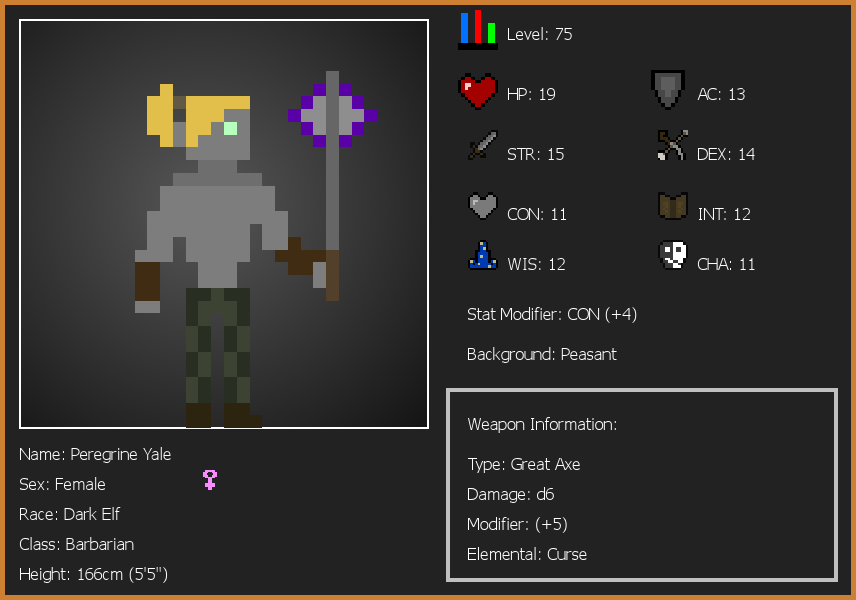 Level: 75
HP: 19
AC: 13
STR: 15
DEX: 14
CON: 11
INT: 12
WIS: 12
CHA: 11
Stat Modifier: CON (+4)
Background: Peasant
Weapon Information:
Type: Great Axe
Damage: d6
Modifier: (+5)
Elemental: Curse
Name: Peregrine Yale
Sex: Female
Race: Dark Elf
Class: Barbarian
Height: 166cm (5'5")